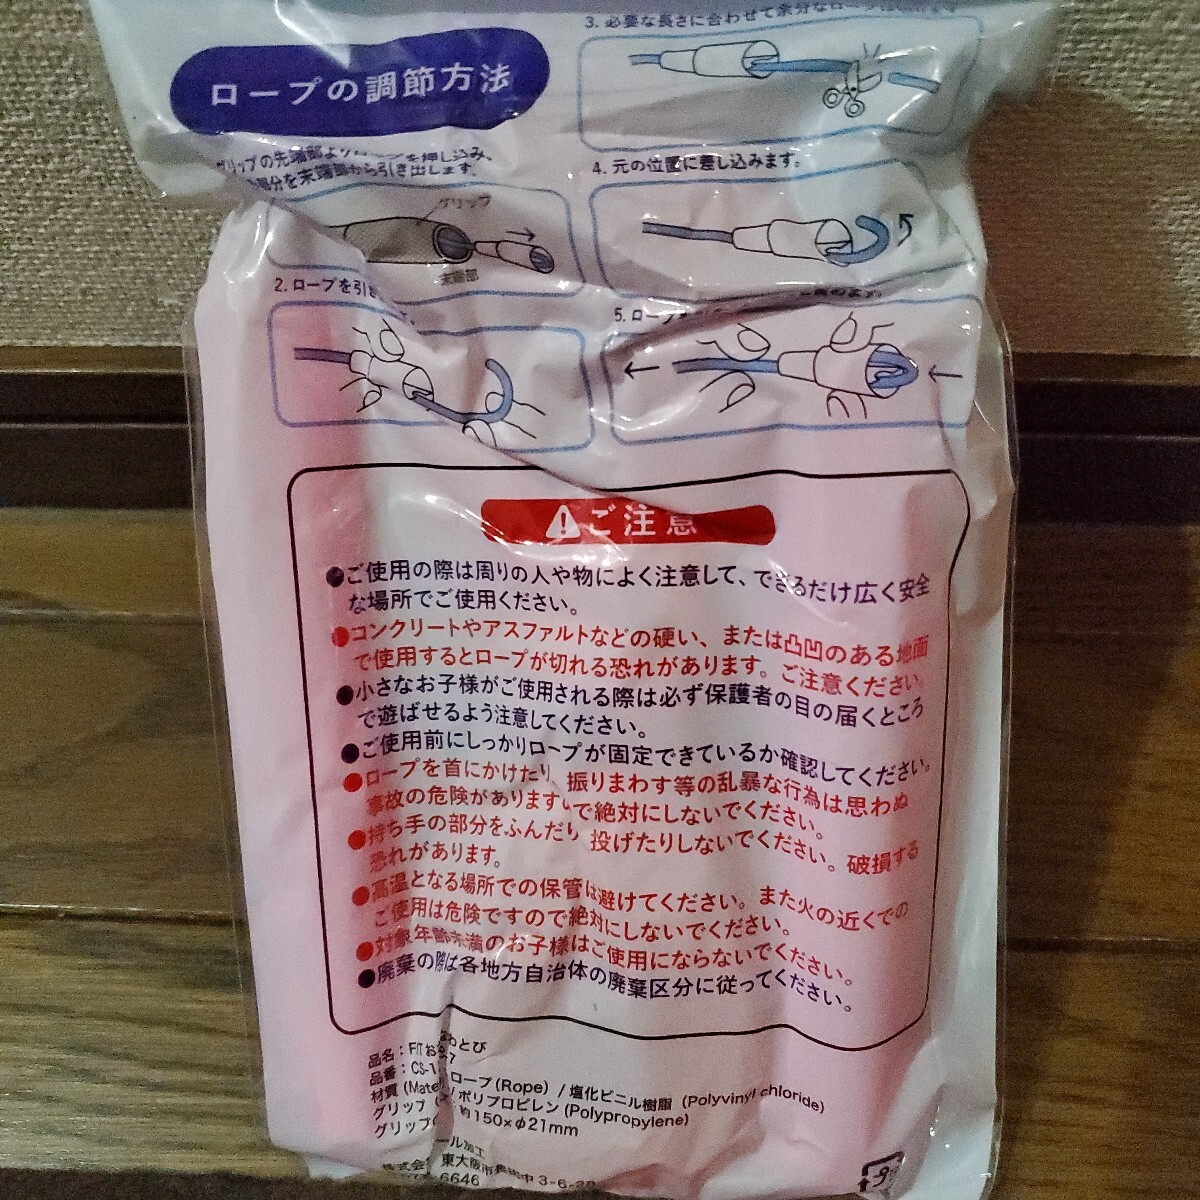 ロープの調節方法
3. 必要な長さに合わせて余分な
グリップの先端部より
押し込み、
部分を末端部から引き出します。
グリップ
末端部
4. 元の位置に差し込みます。
2. ロープを引き
5. ロープ
ご注意
●ご使用の際は周りの人や物によく注意して、できるだけ広く安全
な場所でご使用ください。
●コンクリートやアスファルトなどの硬い、または凸凹のある地面
で使用するとロープが切れる恐れがあります。ご注意ください。
●小さなお子様がご使用される際は必ず保護者の目の届くところ
で遊ばせるよう注意してください。
●ご使用前にしっかりロープが固定できているか確認してください。
●ロープを首にかけたり、振りまわす等の乱暴な行為は思わぬ
事故の危険がありますので絶対にしないでください。
●持ち手の部分をふんだり、投げたりしないでください。破損する
恐れがあります。
●高温となる場所での保管は避けてください。また火の近くでの
ご使用は危険ですので絶対にしないでください。
●対象年齢未満のお子様はご使用にならないでください。
●廃棄の際は各地方自治体の廃棄区分に従ってください。
品名：FIT
わとび
品番：CS-1
7
材質 (Mate
ロープ (Rope) / 塩化ビニル樹脂 (Polyvinyl chloride)
グリップ
/ ポリプロピレン (Polypropylene)
グリップ
約150×φ21mm
ール加工
株式会
東大阪市
中3-6-28
6646